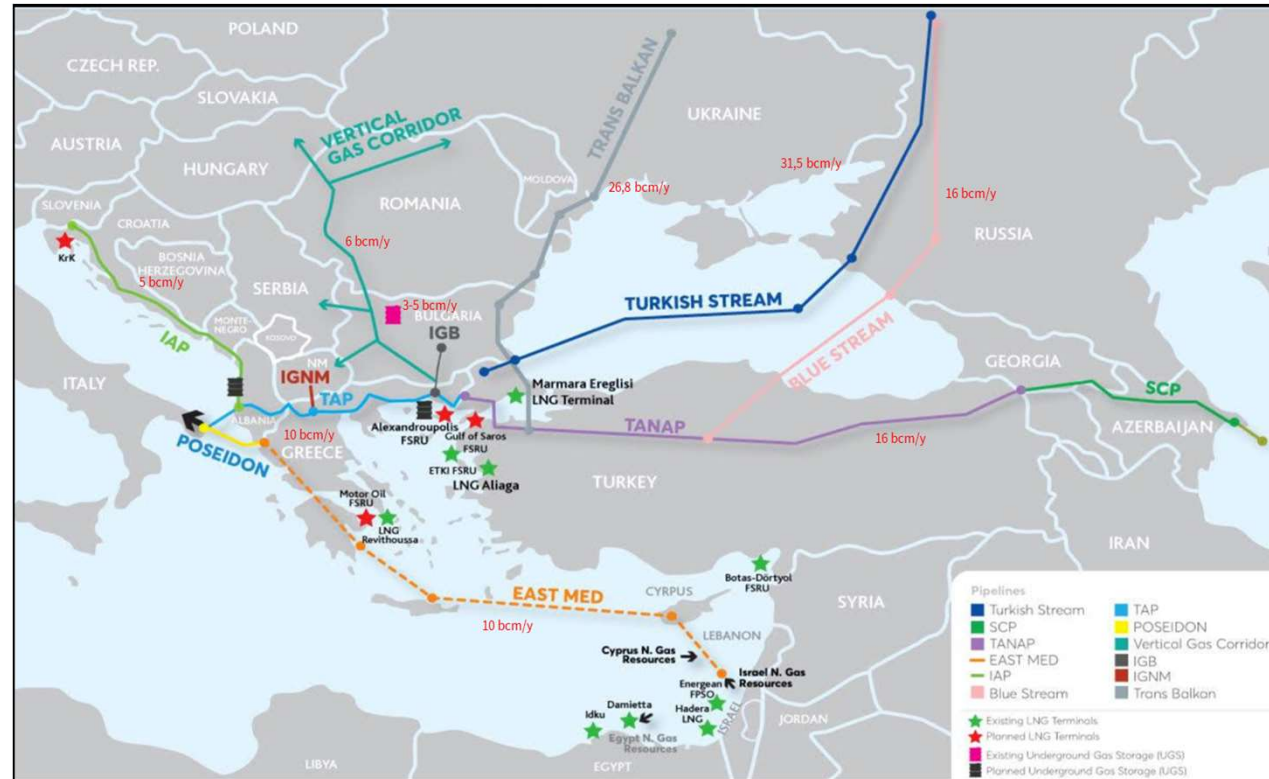 POLAND
CZECH REP.
SLOVAKIA
AUSTRIA
HUNGARY
VERTICAL
GAS CORRIDOR
TRANS BALKAN
UKRAINE
MOLDOVA
31,5 bcm/y
26,8 bcm/y
16 bcm/y
SLOVENIA
CROATIA
ROMANIA
RUSSIA
KrK
BOSNIA
HERZEGOVINA
5 bcm/y
6 bcm/y
SERBIA
3-5 bcm/y
BULGARIA
TURKISH STREAM
MONTE-
NEGRO
KOSOVO
IAP
IGB
BLUE STREAM
GEORGIA
ITALY
NM
IGNM
TAP
Marmara Ereglisi
LNG Terminal
SCP
ALBANIA
Alexandroupolis
FSRU
Gulf of Saros
FSRU
TANAP
16 bcm/y
AZERBAIJAN
10 bcm/y
POSEIDON
GREECE
ETKI FSRU
LNG Aliaga
TURKEY
Motor Oil
FSRU
LNG
Revithoussa
IRAN
Botas-Dörtyol
FSRU
EAST MED
10 bcm/y
CYRPUS
SYRIA
LEBANON
Cyprus N. Gas
Resources
Israel N. Gas
Resources
Energean
FPSO
Damietta
Idku
Hadera
LNG
ISRAEL
Egypt N. Gas
Resources
JORDAN
LIBYA
EGYPT
Pipelines
Turkish Stream
SCP
TANAP
EAST MED
IAP
Blue Stream
TAP
POSEIDON
Vertical Gas Corridor
IGB
IGNM
Trans Balkan
Existing LNG Terminals
Planned LNG Terminals
Existing Underground Gas Storage (UGS)
Planned Underground Gas Storage (UGS)